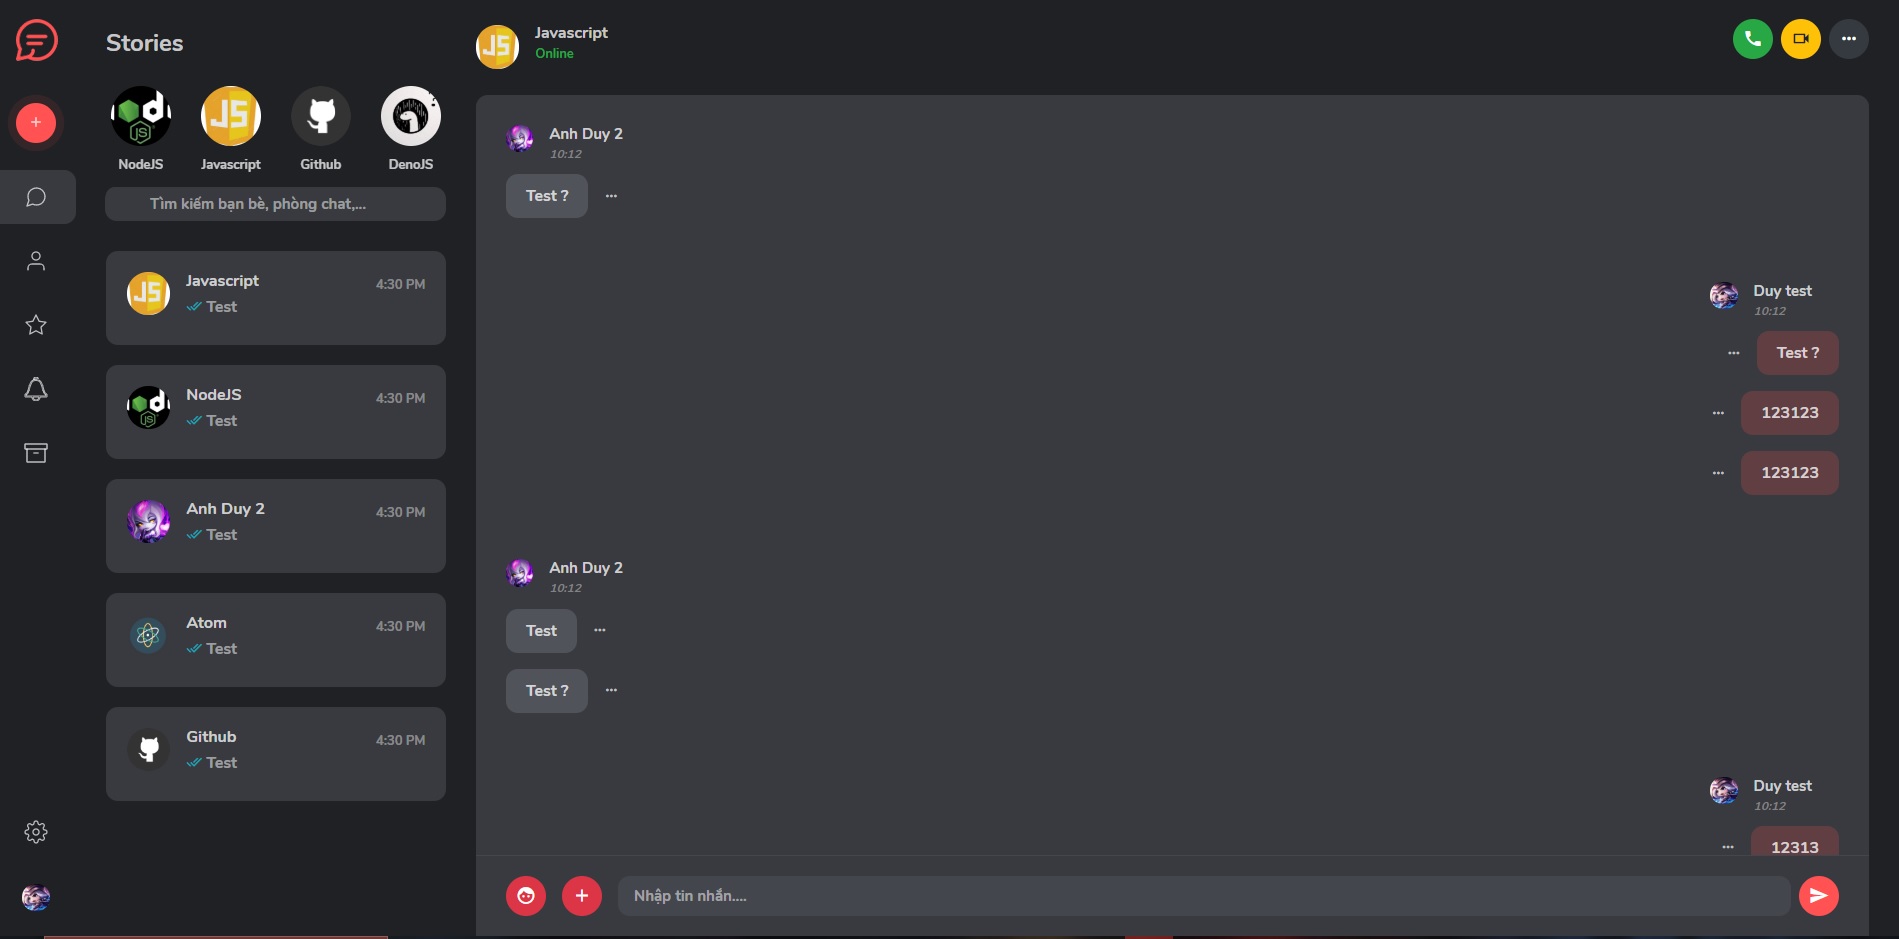 Stories
NodeJS
Javascript
Github
DenoJS
Tìm kiếm bạn bè, phòng chat,...
Javascript
4:30 PM
Test
NodeJS
4:30 PM
Test
Anh Duy 2
4:30 PM
Test
Atom
4:30 PM
Test
Github
4:30 PM
Test
Javascript
Online
Anh Duy 2
10:12
Test ?
Duy test
10:12
Test ?
123123
123123
Anh Duy 2
10:12
Test
Test ?
Duy test
10:12
12313
Nhập tin nhắn....